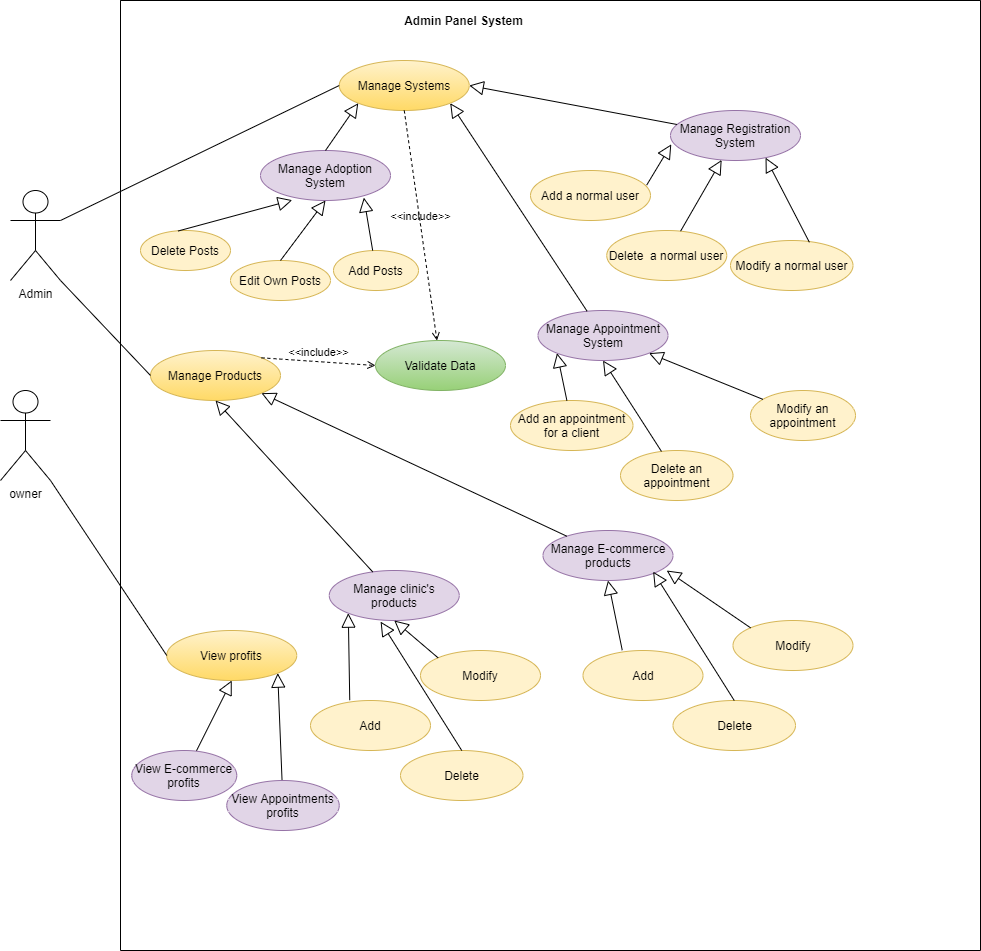 Admin Panel System
Manage Systems
Manage Registration
System
Manage Adoption
System
Add a normal user
<<include>>
Delete Posts
Edit Own Posts
Add Posts
Delete  a normal user
Modify a normal user
Admin
Manage Appointment
System
<<include>>
Manage Products
Validate Data
Add an appointment
for a client
Modify an
appointment
Delete an
appointment
owner
Manage E-commerce
products
Manage clinic's
products
View profits
Modify
Add
Modify
Add
Delete
Delete
View E-commerce
profits
View Appointments
profits